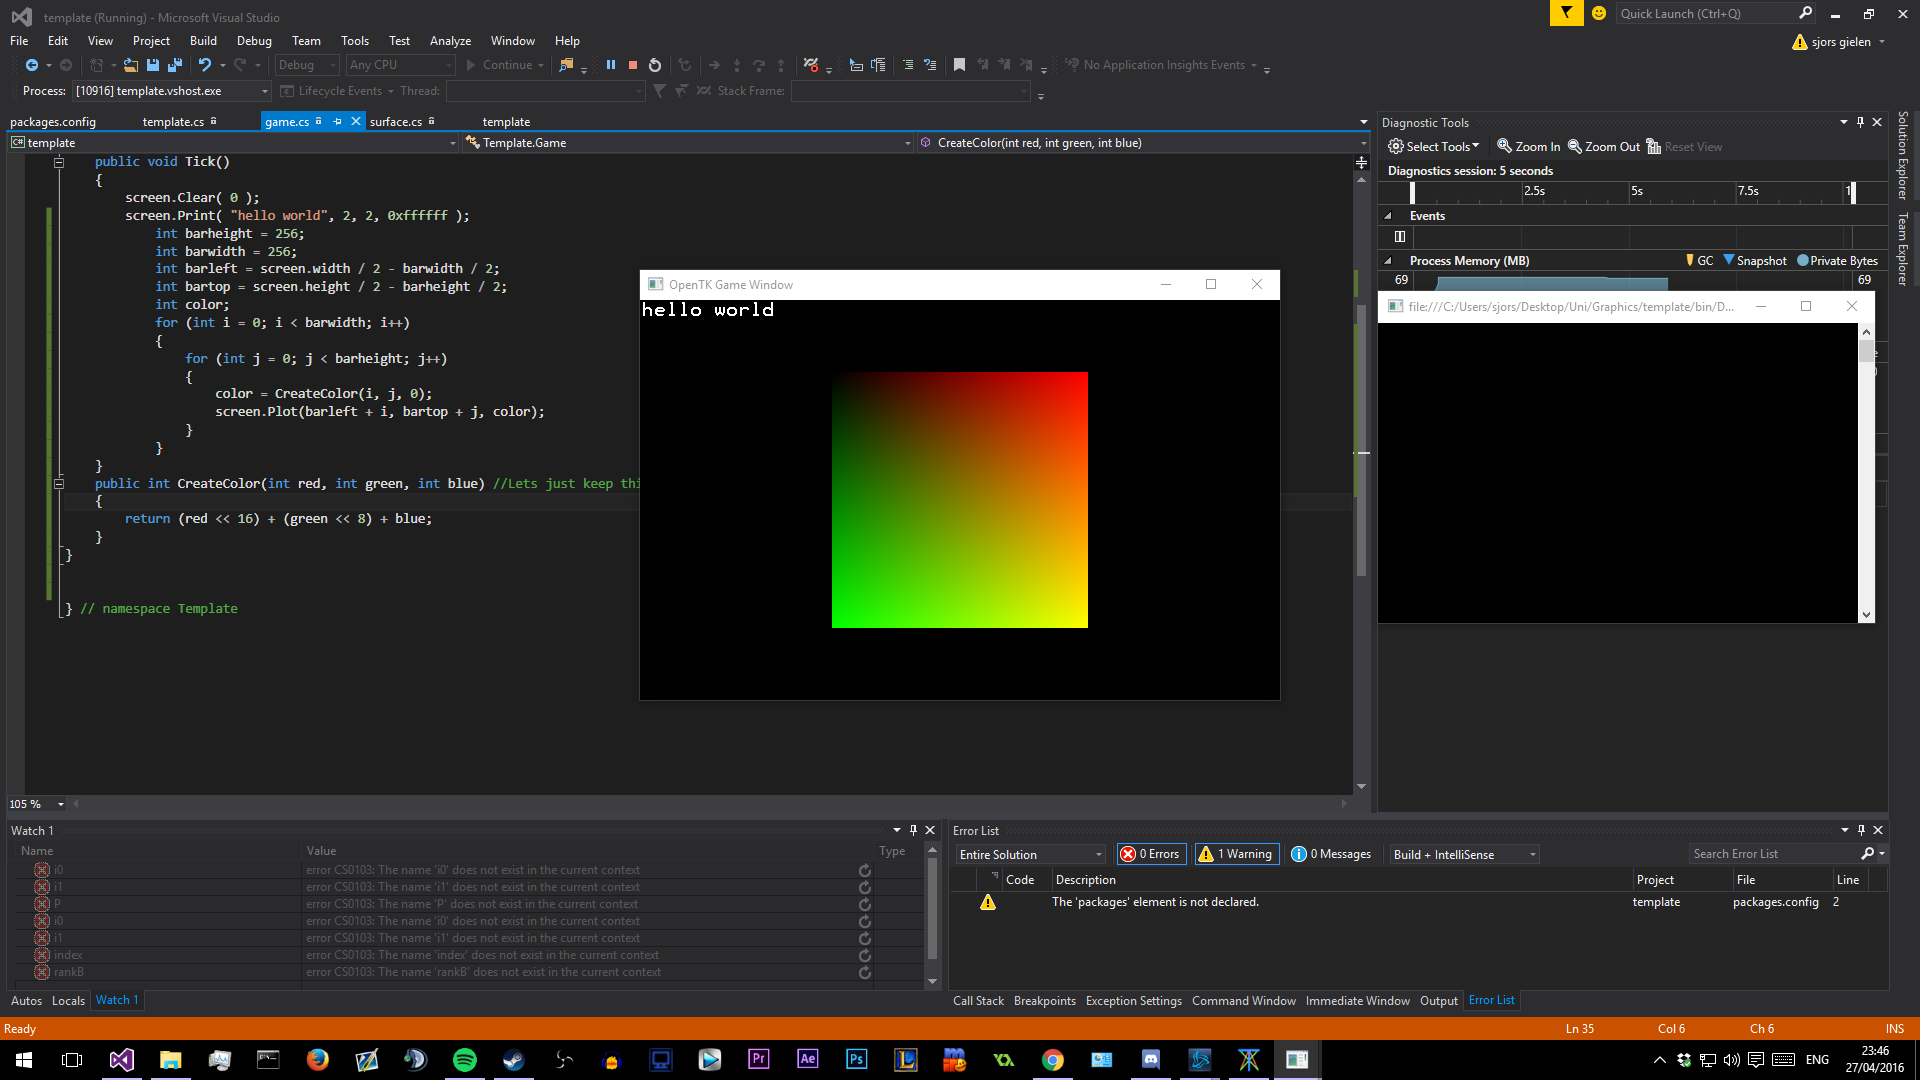 template (Running) - Microsoft Visual Studio
Quick Launch (Ctrl+Q)
File Edit View Project Build Debug Team Tools Test Analyze Window Help
sjors gielen
Debug Any CPU Continue No Application Insights Events
Process: [10916] template.vshost.exe Lifecycle Events Thread: Stack Frame:
packages.config template.cs game.cs surface.cs template
template Template.Game CreateColor(int red, int green, int blue)
public void Tick()
{
screen.Clear( 0 );
screen.Print( "hello world", 2, 2, 0xffffff );
int barheight = 256;
int barwidth = 256;
int barleft = screen.width / 2 - barwidth / 2;
int bartop = screen.height / 2 - barheight / 2;
int color;
for (int i = 0; i < barwidth; i++)
{
for (int j = 0; j < barheight; j++)
{
color = CreateColor(i, j, 0);
screen.Plot(barleft + i, bartop + j, color);
}
}
}
public int CreateColor(int red, int green, int blue) //Lets just keep thi
{
return (red << 16) + (green << 8) + blue;
}
}
} // namespace Template
105 %
OpenTK Game Window
hello world
Diagnostic Tools
Select Tools Zoom In Zoom Out Reset View
Diagnostics session: 5 seconds
2.5s 5s 7.5s 1
Events
Process Memory (MB) GC Snapshot Private Bytes
69 69
file:///C:/Users/sjors/Desktop/Uni/Graphics/template/bin/D...
Solution Explorer
Team Explorer
Watch 1
Name Value Type
i0 error CS0103: The name 'i0' does not exist in the current context
i1 error CS0103: The name 'i1' does not exist in the current context
P error CS0103: The name 'P' does not exist in the current context
i0 error CS0103: The name 'i0' does not exist in the current context
i1 error CS0103: The name 'i1' does not exist in the current context
index error CS0103: The name 'index' does not exist in the current context
rankB error CS0103: The name 'rankB' does not exist in the current context
Autos Locals Watch 1
Error List
Entire Solution 0 Errors 1 Warning 0 Messages Build + IntelliSense Search Error List
Code Description Project File Line
The 'packages' element is not declared. template packages.config 2
Call Stack Breakpoints Exception Settings Command Window Immediate Window Output Error List
Ready Ln 35 Col 6 Ch 6 INS
Pr Ae Ps L
ENG
23:46
27/04/2016